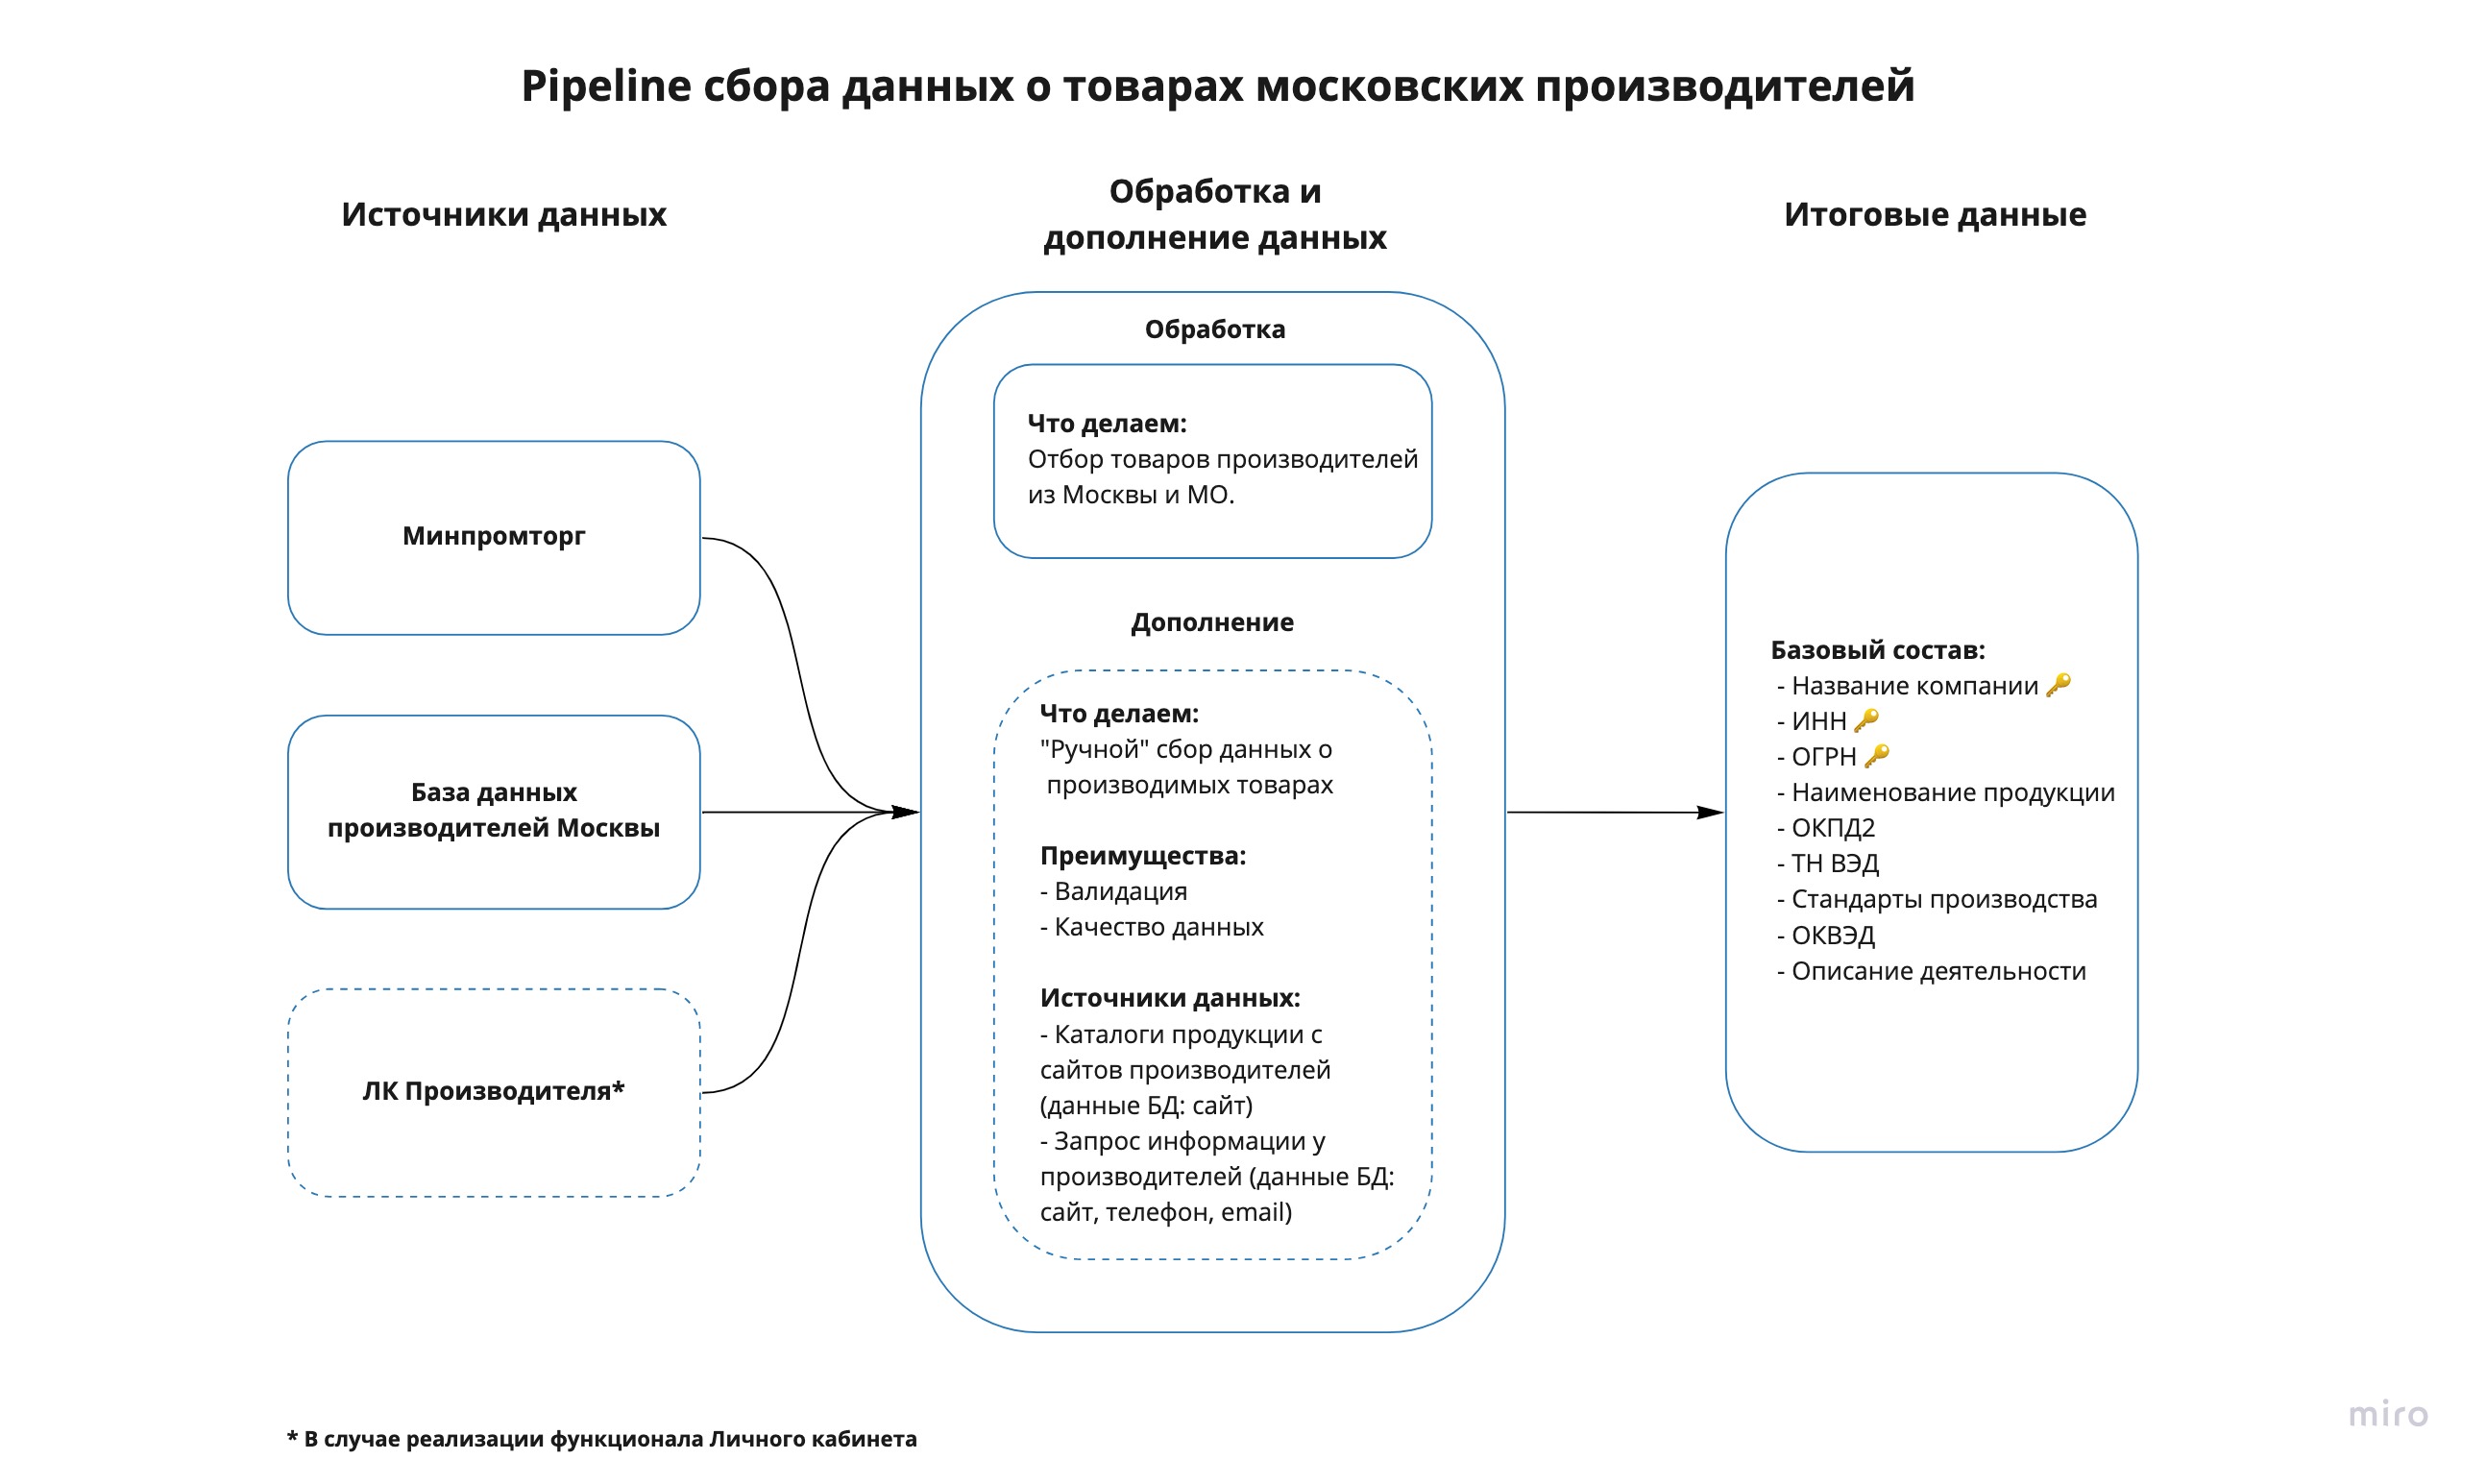 Pipeline сбора данных о товарах московских производителей
Источники данных
Обработка и
дополнение данных
Итоговые данные
Минпромторг
База данных
производителей Москвы
ЛК Производителя*
Обработка
Что делаем:
Отбор товаров производителей
из Москвы и МО.
Дополнение
Что делаем:
"Ручной" сбор данных о
производимых товарах
Преимущества:
- Валидация
- Качество данных
Источники данных:
- Каталоги продукции с
сайтов производителей
(данные БД: сайт)
- Запрос информации у
производителей (данные БД:
сайт, телефон, email)
Базовый состав:
- Название компании 🔑
- ИНН 🔑
- ОГРН 🔑
- Наименование продукции
- ОКПД2
- ТН ВЭД
- Стандарты производства
- ОКВЭД
- Описание деятельности
* В случае реализации функционала Личного кабинета
miro